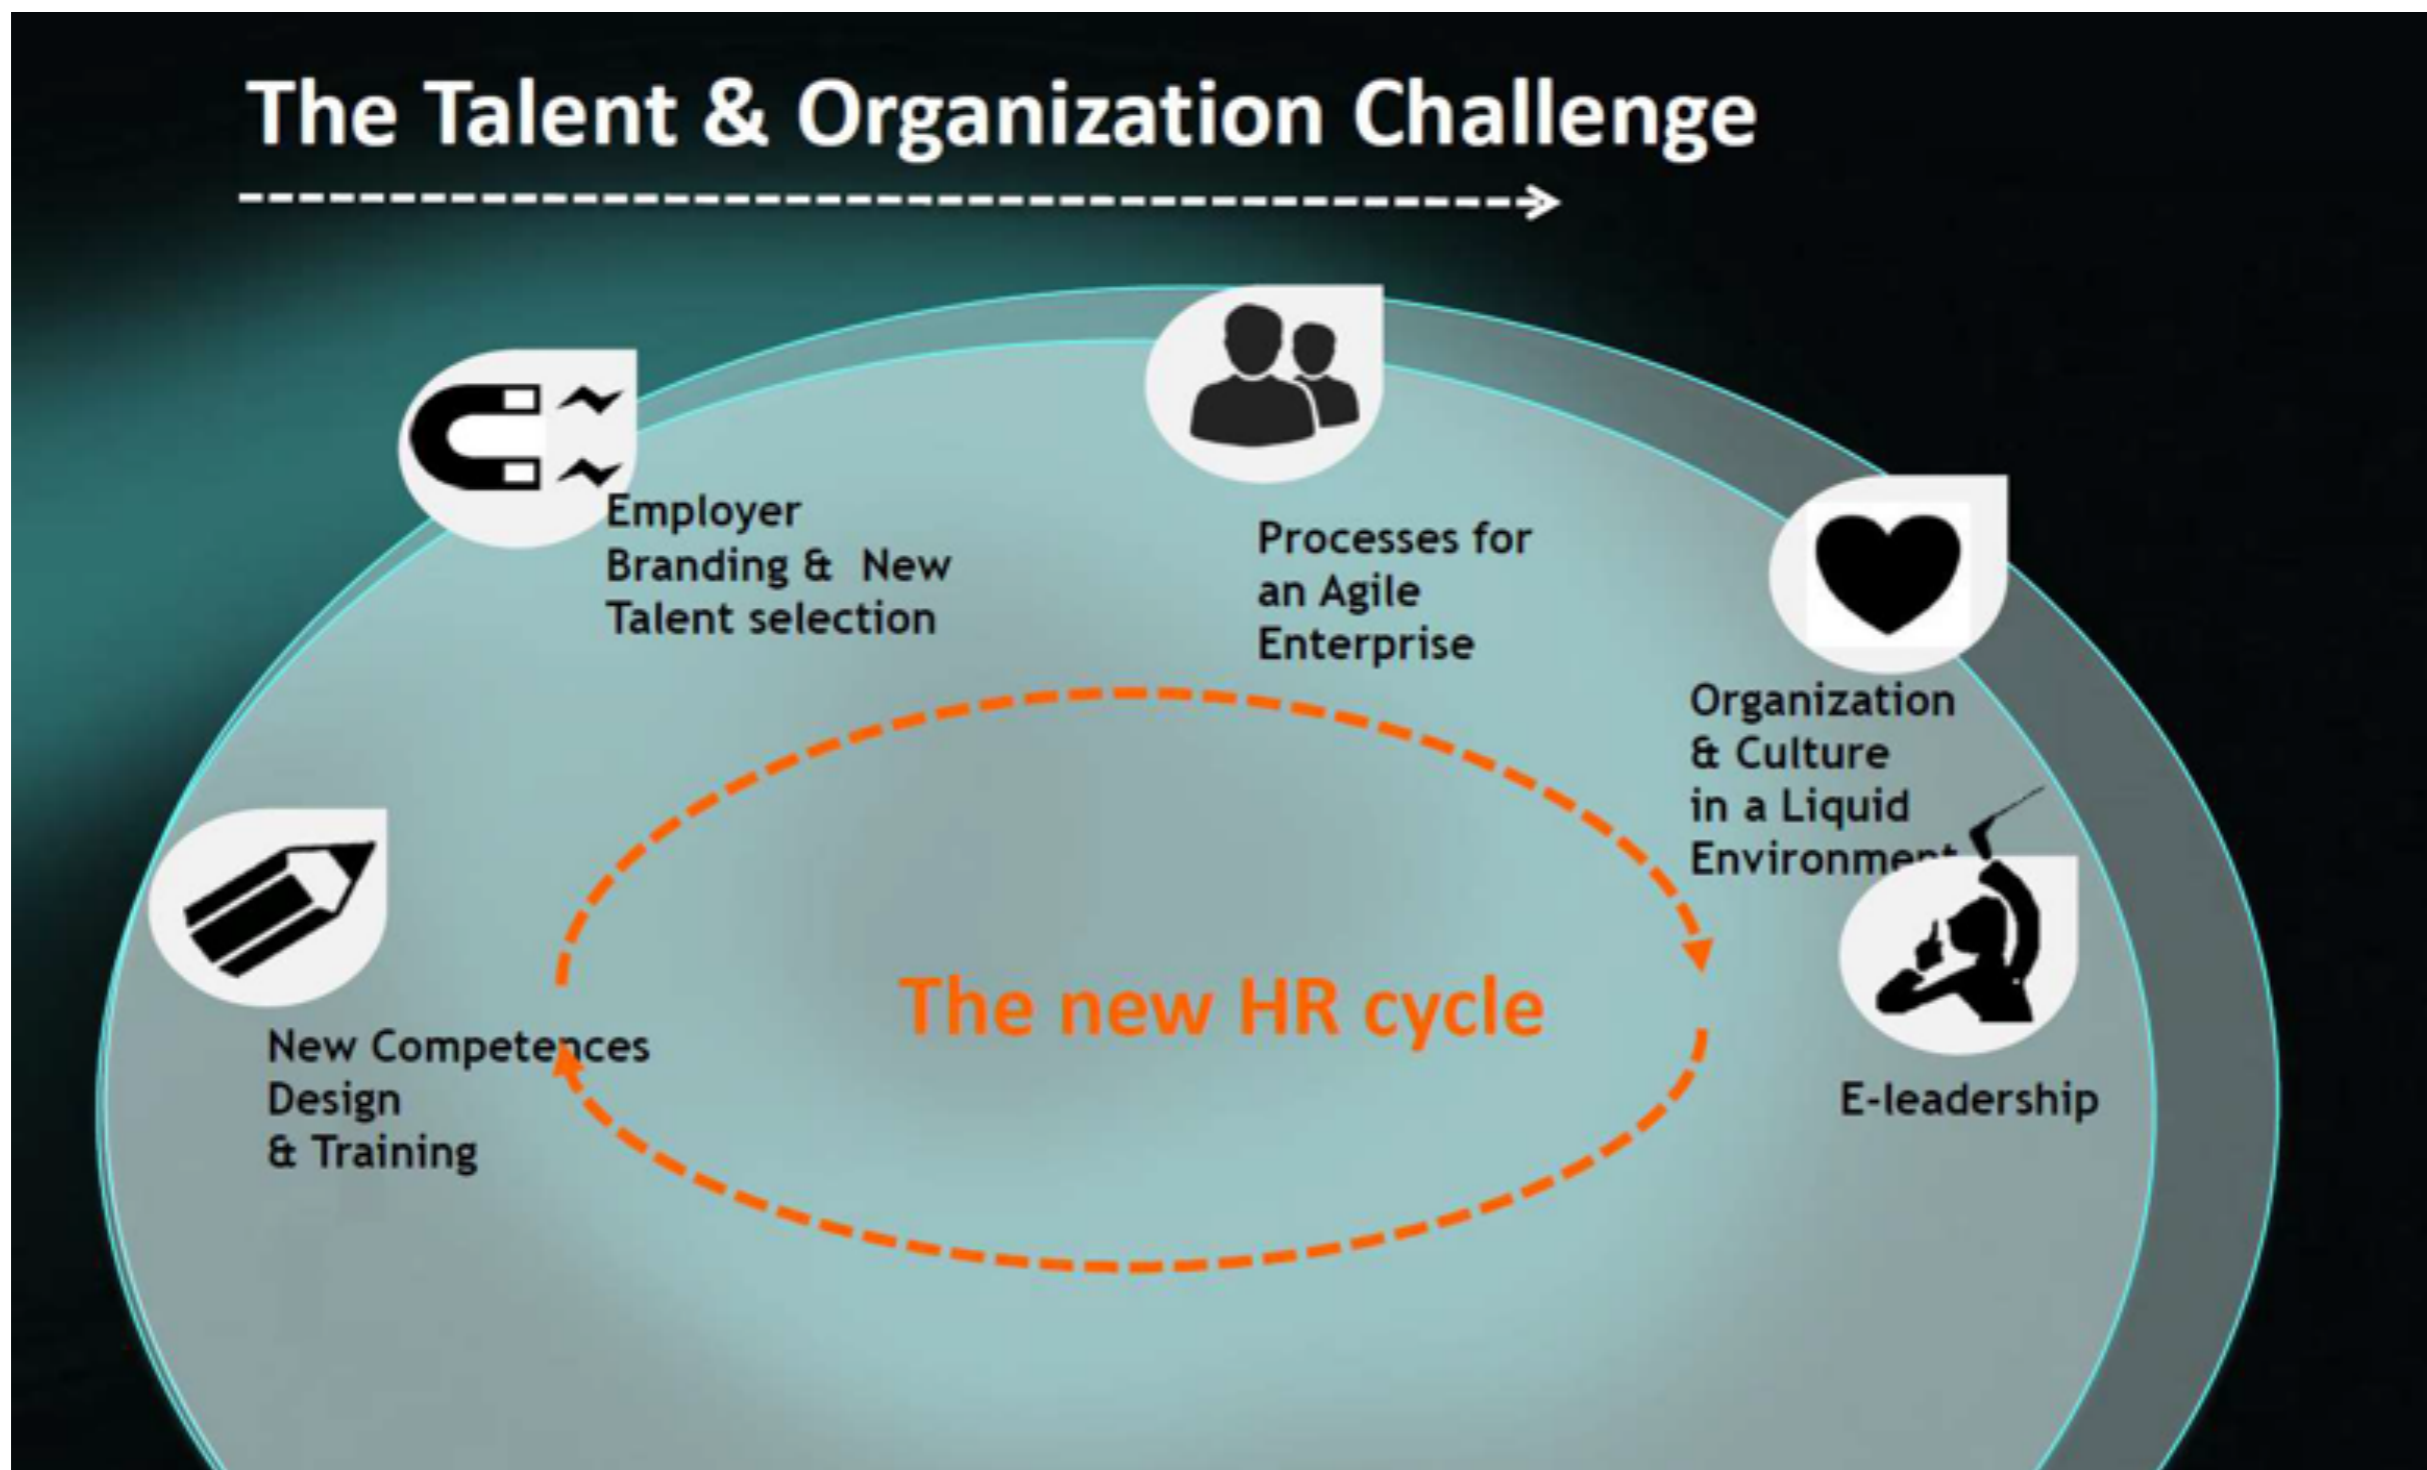 The Talent & Organization Challenge
Employer
Branding & New
Talent selection
Processes for
an Agile
Enterprise
Organization
& Culture
in a Liquid
Environment
New Competences
Design
& Training
The new HR cycle
E-leadership